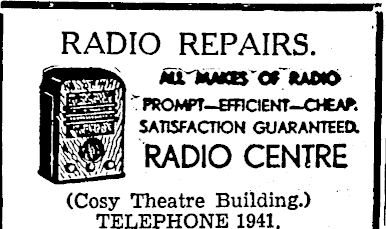 RADIO REPAIRS.
ALL MAKES OF RADIO
PROMPT—EFFICIENT—CHEAP.
SATISFACTION GUARANTEED.
RADIO CENTRE
(Cosy Theatre Building.)
TELEPHONE 1941.